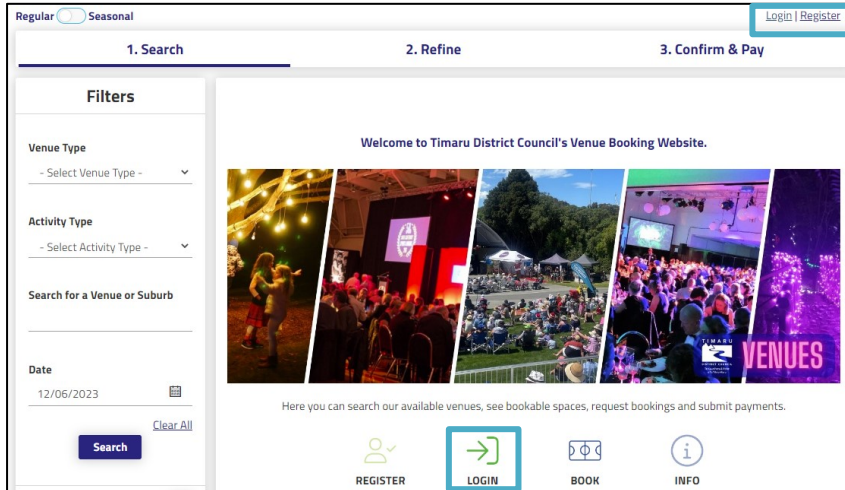 Regular Seasonal
Login | Register
1. Search
2. Refine
3. Confirm & Pay
Filters
Venue Type
- Select Venue Type -
Activity Type
- Select Activity Type -
Search for a Venue or Suburb
Date
12/06/2023
Clear All
Search
Welcome to Timaru District Council's Venue Booking Website.
TIMARU
VENUES
Here you can search our available venues, see bookable spaces, request bookings and submit payments.
REGISTER
LOGIN
BOOK
INFO